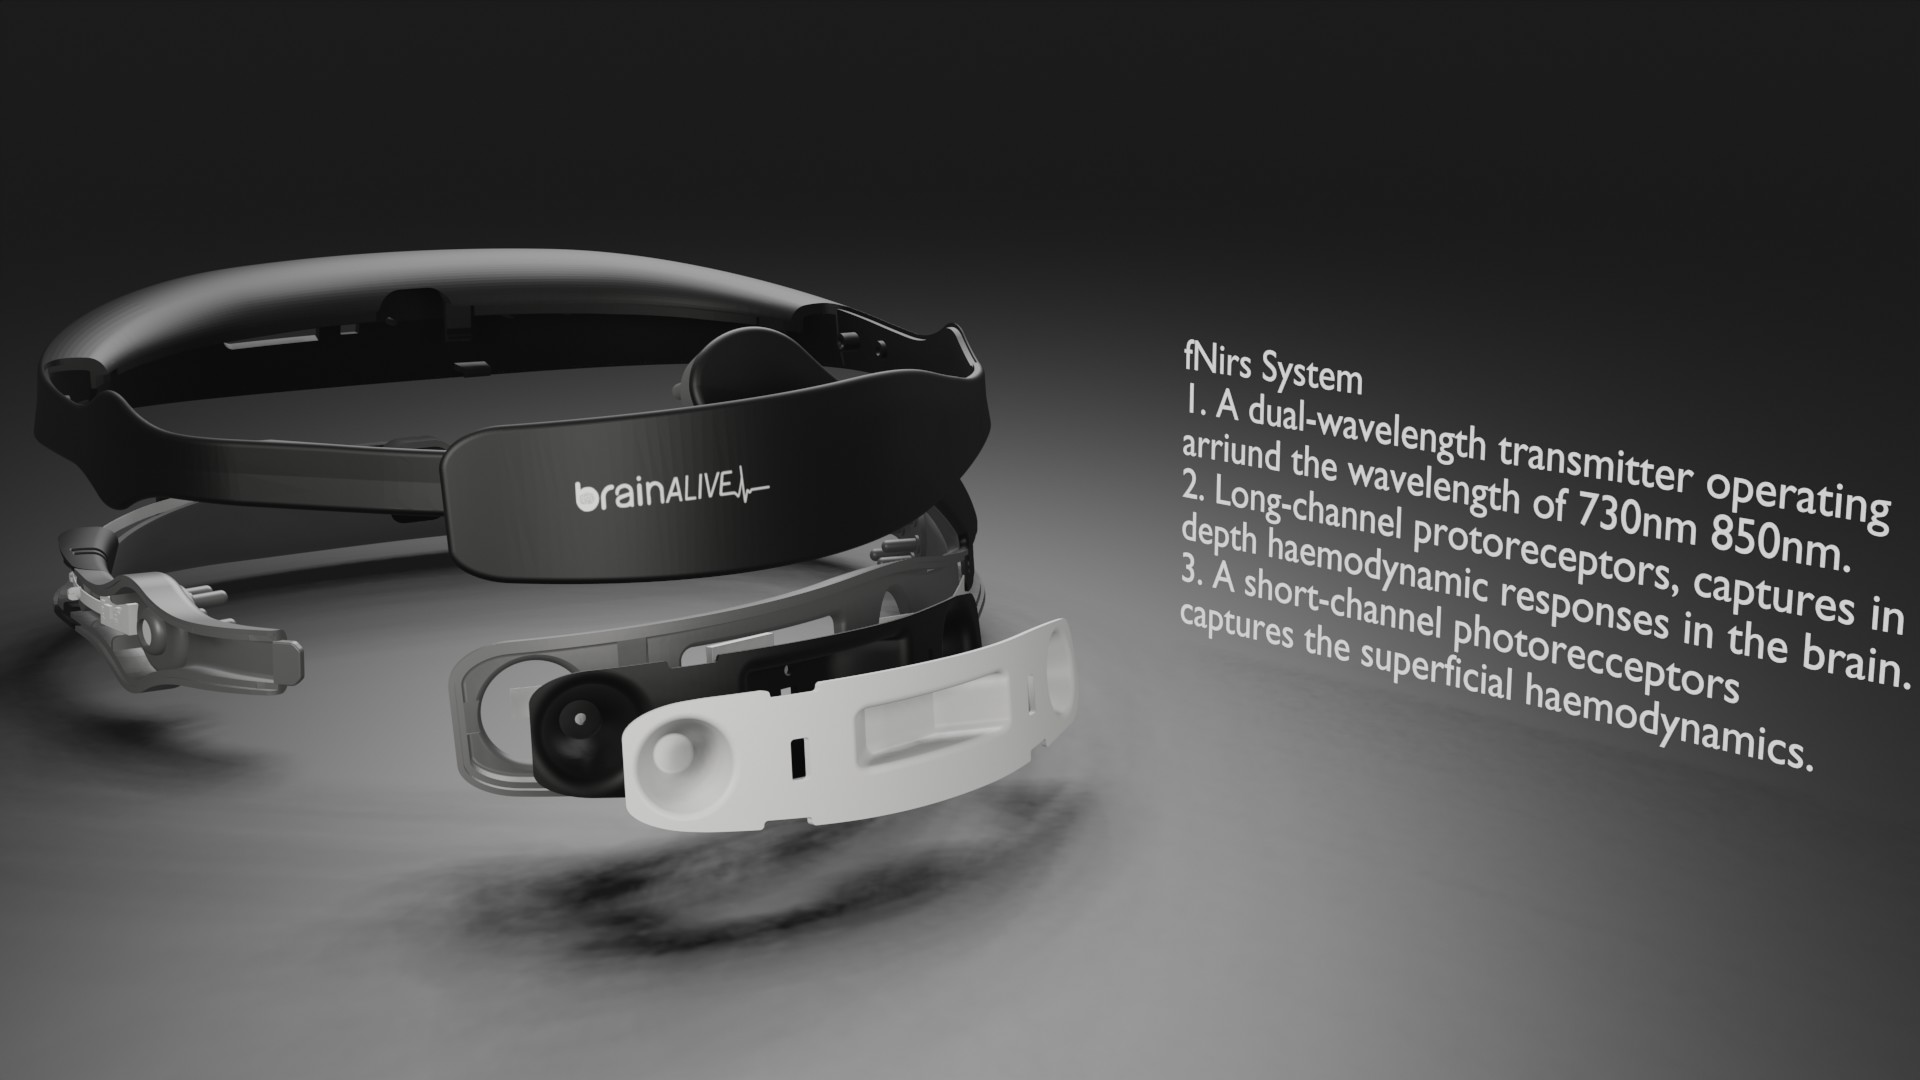 brainALIVE
fNirs System
1. A dual-wavelength transmitter operating
arriund the wavelength of 730nm 850nm.
2. Long-channel protoreceptors, captures in
depth haemodynamic responses in the brain.
3. A short-channel photorecceptors
captures the superficial haemodynamics.